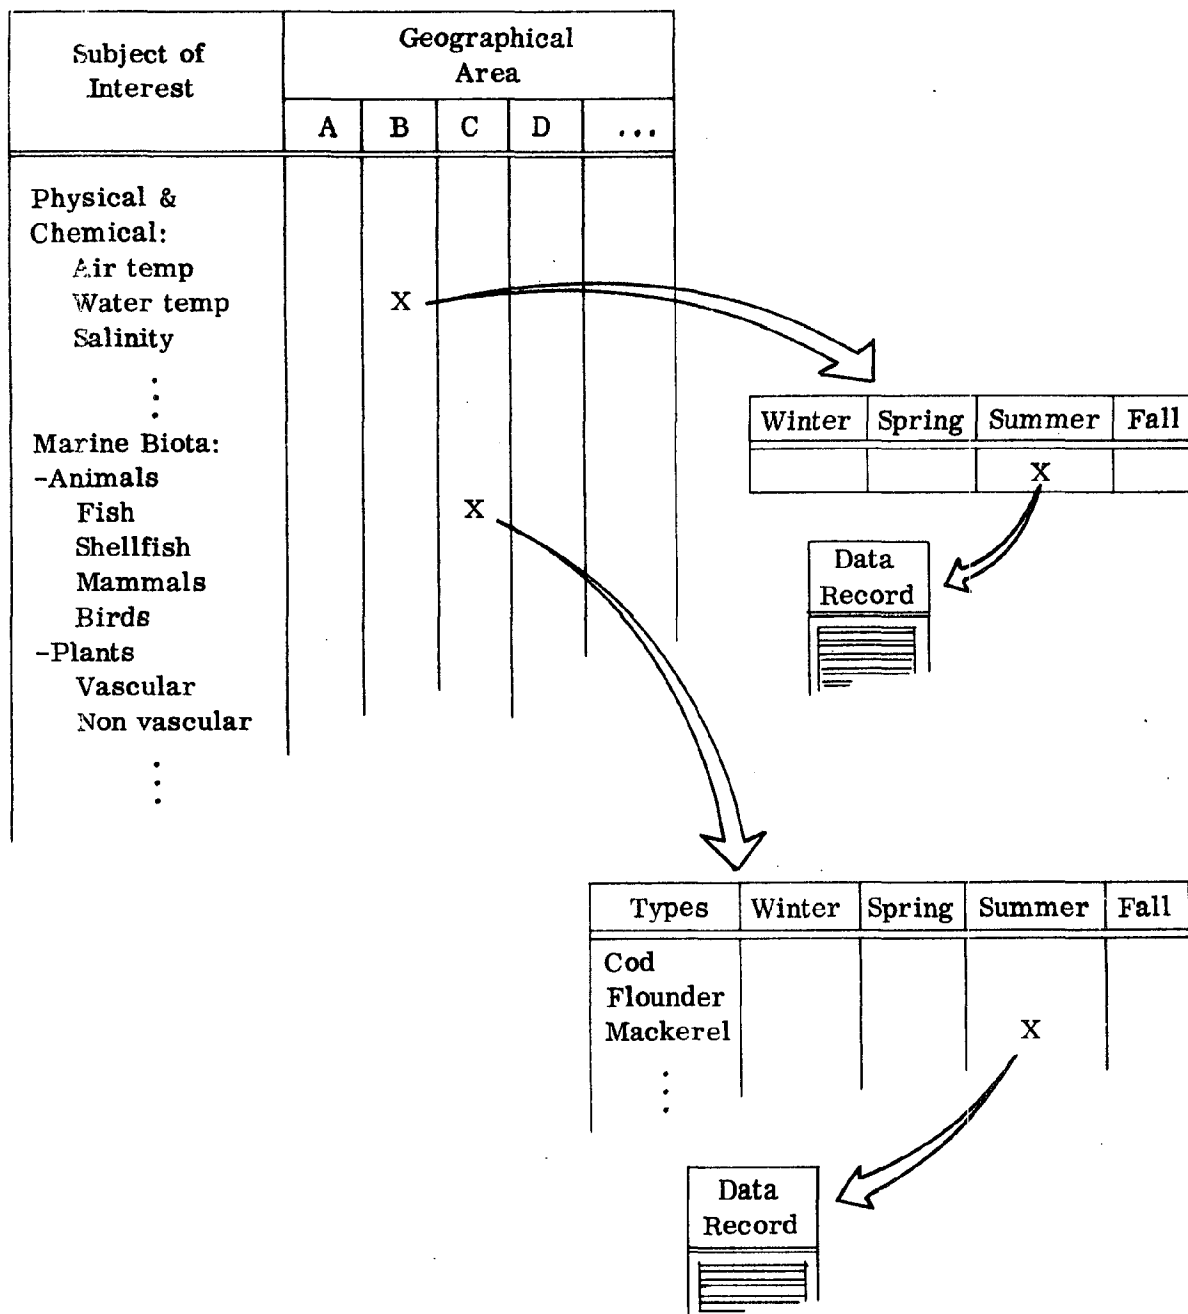 Subject of
Interest
Geographical
Area
A B C D ...
Physical &
Chemical:
Air temp
Water temp X
Salinity
Marine Biota:
-Animals
Fish X
Shellfish
Mammals
Birds
-Plants
Vascular
Non vascular
Winter Spring Summer Fall
X
Data
Record
Types Winter Spring Summer Fall
Cod
Flounder
Mackerel X
Data
Record